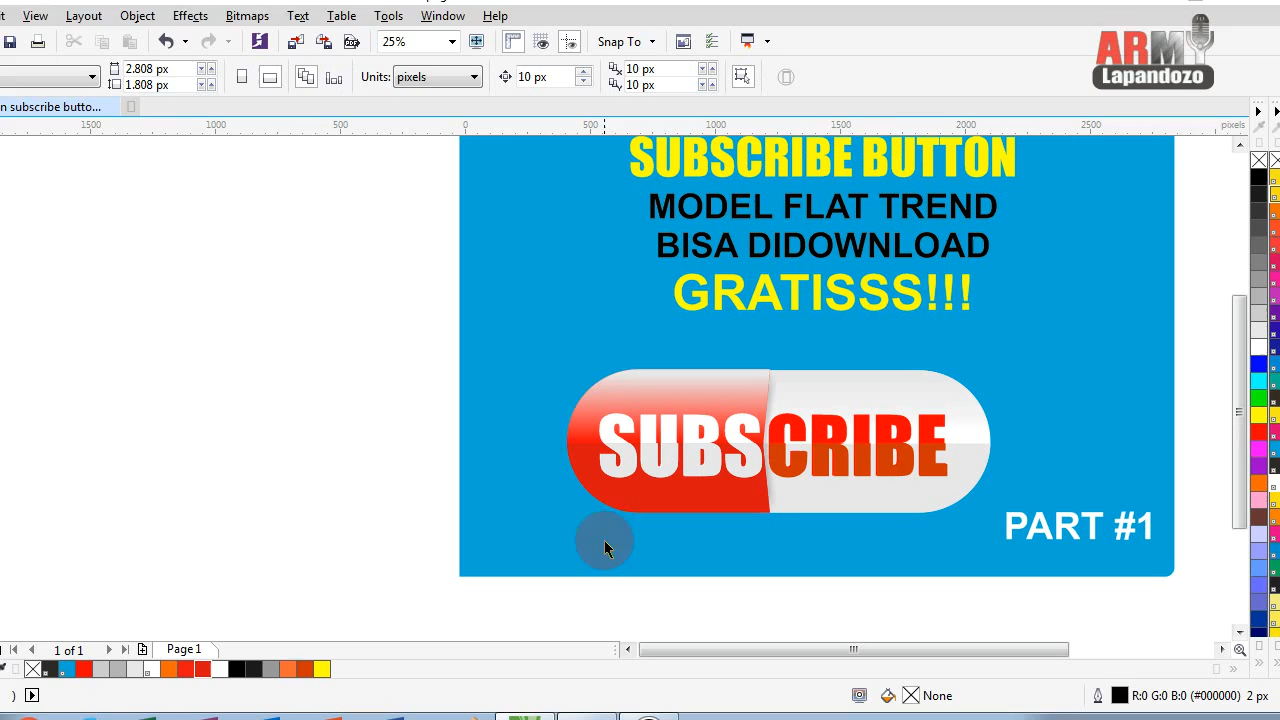 View Layout Object Effects Bitmaps Text Table Tools Window Help
25% Snap To
ARMY
Lapandozo
2.808 px
1.808 px
Units: pixels 10 px
10 px
10 px
n subscribe butto...
1500 1000 500 0 500 1000 1500 2000 2500 pixels
SUBSCRIBE BUTTON
MODEL FLAT TREND
BISA DIDOWNLOAD
GRATISSS!!!
SUBSCRIBE
PART #1
1 of 1 Page 1
) None R:0 G:0 B:0 (#000000) 2 px